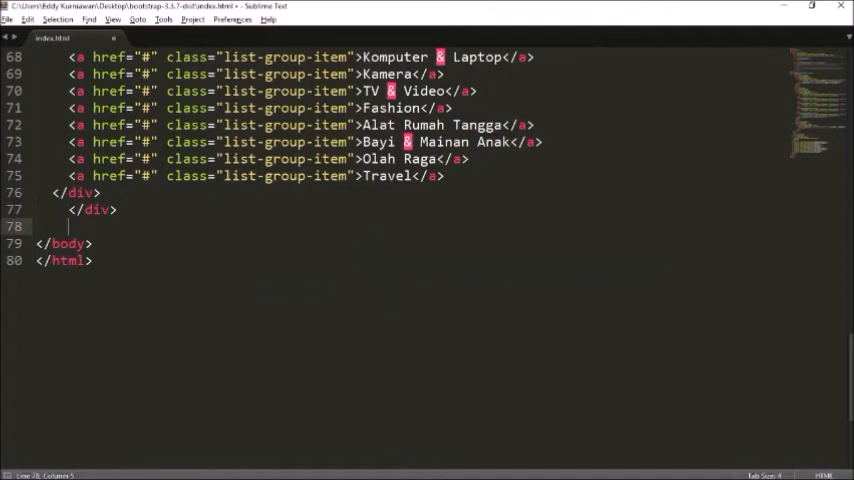 C:\Users\Eddy Kurniawan\Desktop\bootstrap-3.3.7-dist\index.html • - Sublime Text
File Edit Selection Find View Goto Tools Project Preferences Help
index.html
68 <a href="#" class="list-group-item">Komputer & Laptop</a>
69 <a href="#" class="list-group-item">Kamera</a>
70 <a href="#" class="list-group-item">TV & Video</a>
71 <a href="#" class="list-group-item">Fashion</a>
72 <a href="#" class="list-group-item">Alat Rumah Tangga</a>
73 <a href="#" class="list-group-item">Bayi & Mainan Anak</a>
74 <a href="#" class="list-group-item">Olah Raga</a>
75 <a href="#" class="list-group-item">Travel</a>
76 </div>
77 </div>
78
79 </body>
80 </html>
Line 78, Column 5
Tab Size: 4
HTML